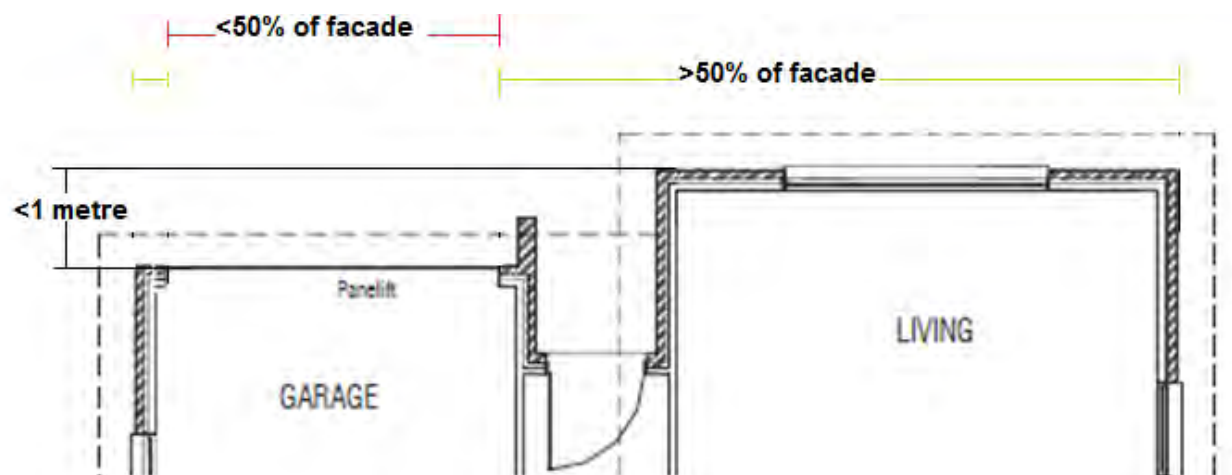 <50% of facade
>50% of facade
<1 metre
Panelift
LIVING
GARAGE